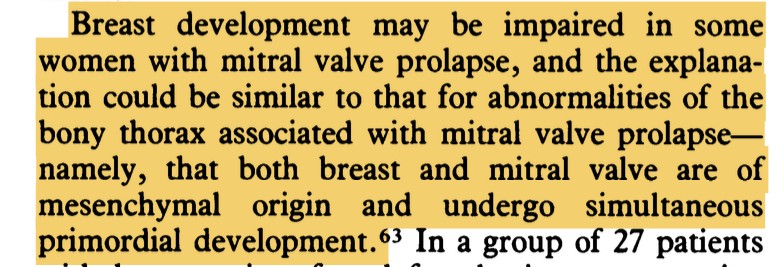 Breast development may be impaired in some
women with mitral valve prolapse, and the explana-
tion could be similar to that for abnormalities of the
bony thorax associated with mitral valve prolapse—
namely, that both breast and mitral valve are of
mesenchymal origin and undergo simultaneous
primordial development.⁶³ In a group of 27 patients